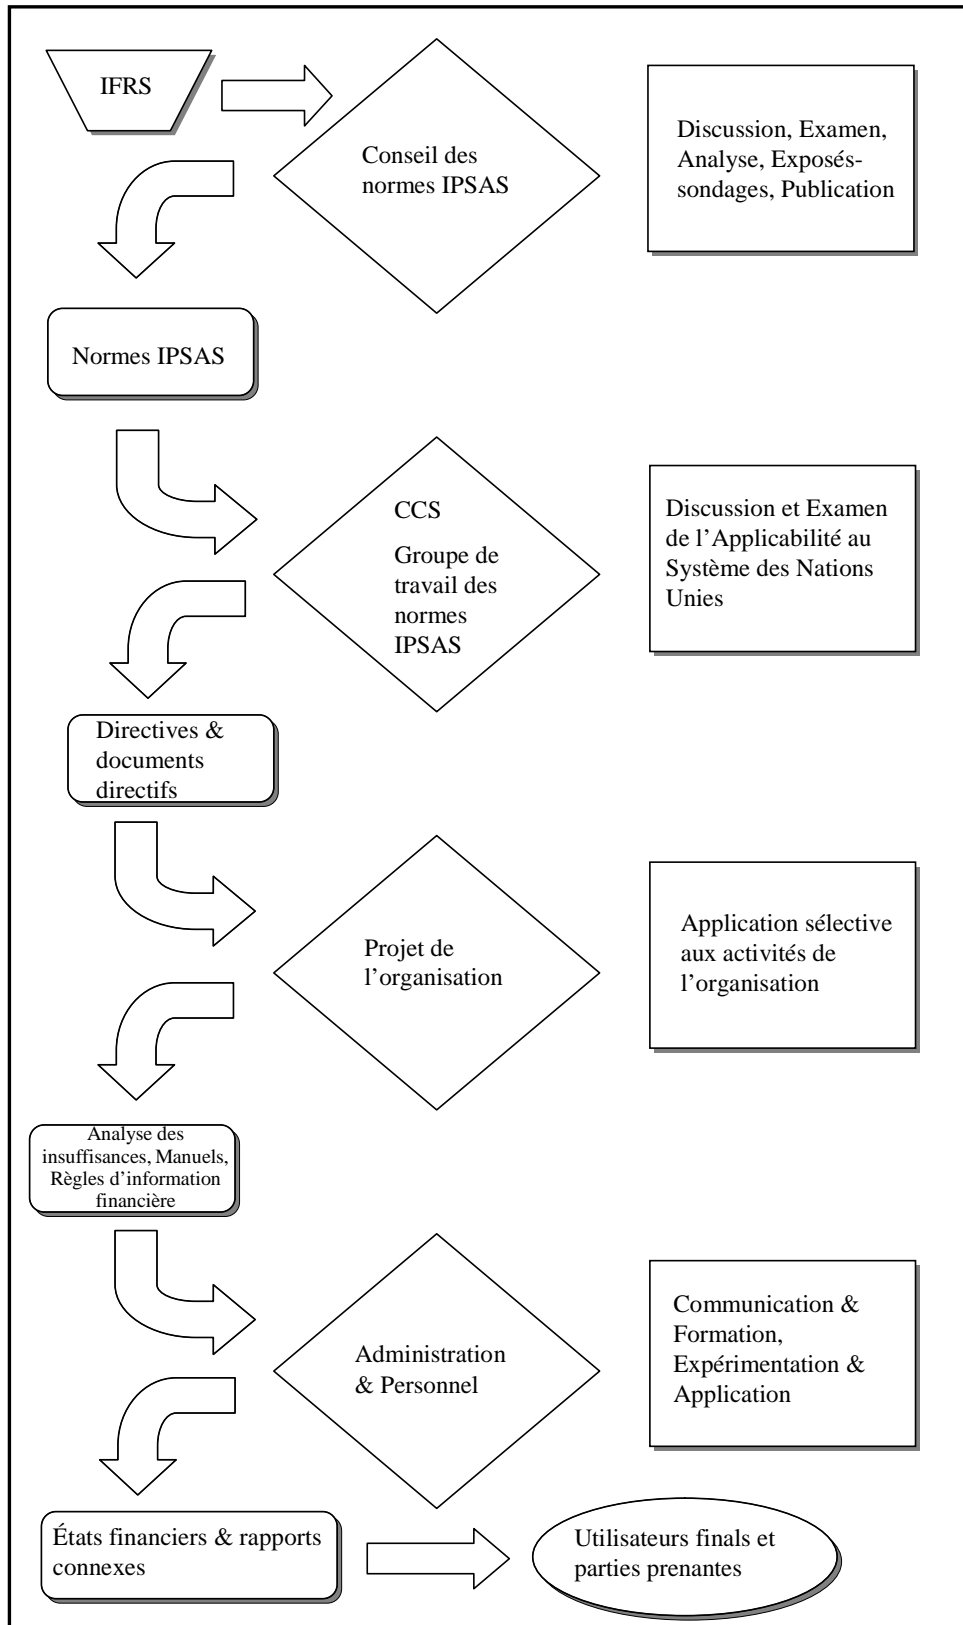 IFRS
Conseil des
normes IPSAS
Discussion, Examen,
Analyse, Exposés-
sondages, Publication
Normes IPSAS
CCS
Groupe de
travail des
normes
IPSAS
Discussion et Examen
de l’Applicabilité au
Système des Nations
Unies
Directives &
documents
directifs
Projet de
l’organisation
Application sélective
aux activités de
l’organisation
Analyse des
insuffisances, Manuels,
Règles d’information
financière
Administration
& Personnel
Communication &
Formation,
Expérimentation &
Application
États financiers & rapports
connexes
Utilisateurs finals et
parties prenantes